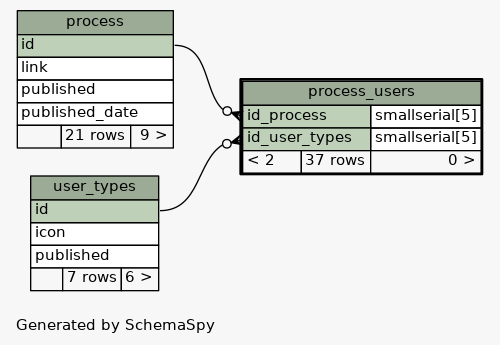 process
id
link
published
published_date
21 rows 9 >
process_users
id_process smallserial[5]
id_user_types smallserial[5]
< 2 37 rows 0 >
user_types
id
icon
published
7 rows 6 >
Generated by SchemaSpy